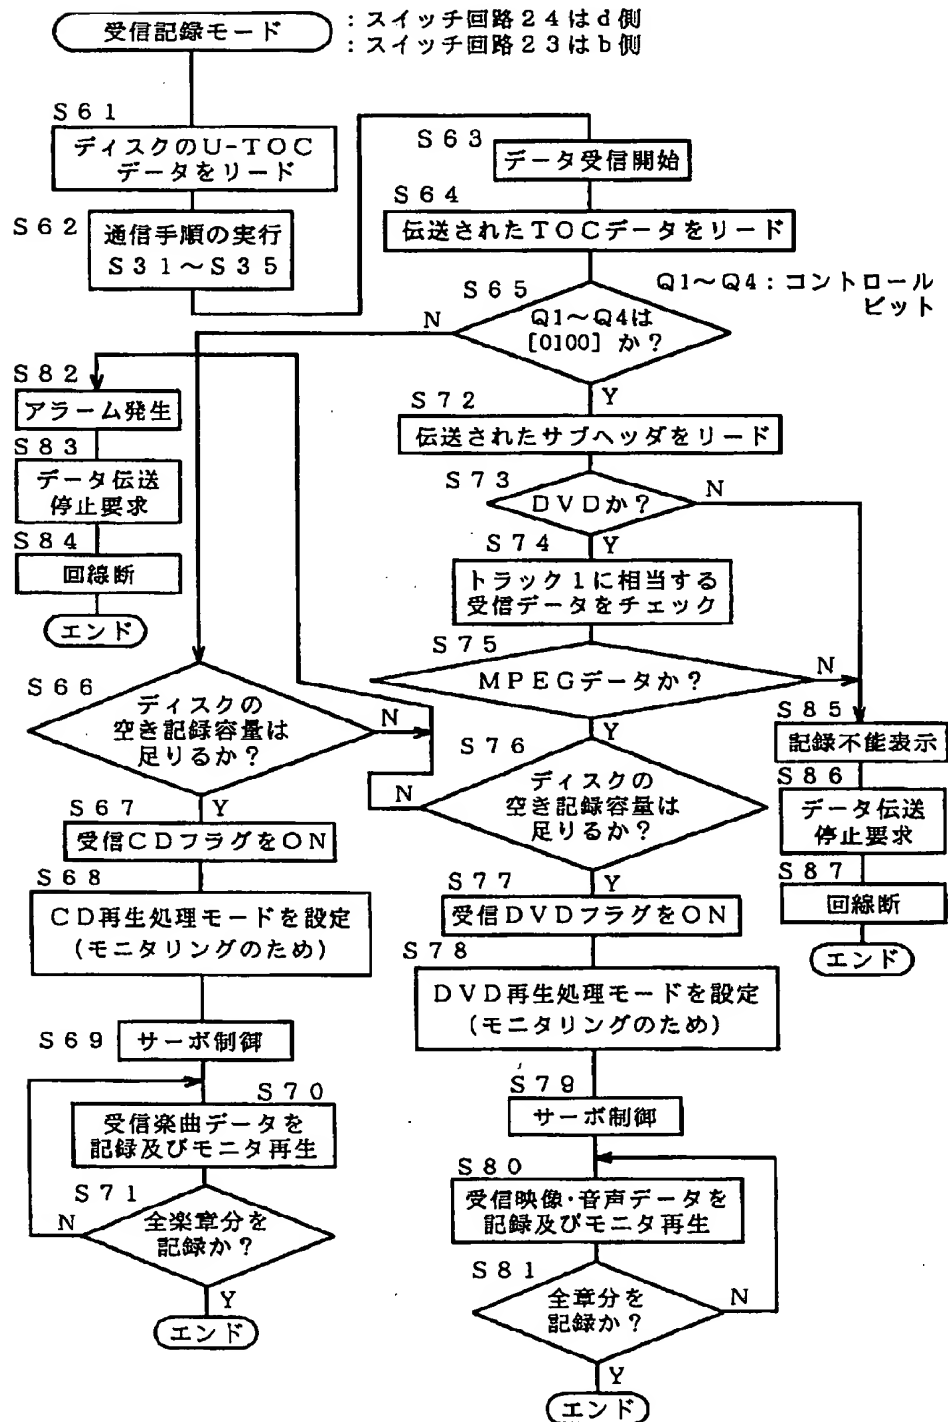 受信記録モード
：スイッチ回路２４はｄ側
：スイッチ回路２３はｂ側
Ｓ６１
ディスクのＵ-ＴＯＣ
データをリード
Ｓ６２
通信手順の実行
Ｓ３１～Ｓ３５
Ｓ６３
データ受信開始
Ｓ６４
伝送されたＴＯＣデータをリード
Ｓ６５
Ｑ１～Ｑ４：コントロール
ビット
Ｑ１～Ｑ４は
[0100] か？
Ｎ
Ｙ
Ｓ８２
アラーム発生
Ｓ８３
データ伝送
停止要求
Ｓ８４
回線断
エンド
Ｓ７２
伝送されたサブヘッダをリード
Ｓ７３
ＤＶＤか？
Ｎ
Ｙ
Ｓ７４
トラック１に相当する
受信データをチェック
Ｓ７５
ＭＰＥＧデータか？
Ｎ
Ｙ
Ｓ８５
記録不能表示
Ｓ８６
データ伝送
停止要求
Ｓ８７
回線断
エンド
Ｓ６６
ディスクの
空き記録容量は
足りるか？
Ｎ
Ｙ
Ｓ６７
受信ＣＤフラグをＯＮ
Ｓ６８
ＣＤ再生処理モードを設定
(モニタリングのため)
Ｓ６９
サーボ制御
Ｓ７０
受信楽曲データを
記録及びモニタ再生
Ｓ７１
全楽章分を
記録か？
Ｎ
Ｙ
エンド
Ｓ７６
ディスクの
空き記録容量は
足りるか？
Ｎ
Ｙ
Ｓ７７
受信ＤＶＤフラグをＯＮ
Ｓ７８
ＤＶＤ再生処理モードを設定
(モニタリングのため)
Ｓ７９
サーボ制御
Ｓ８０
受信映像・音声データを
記録及びモニタ再生
Ｓ８１
全章分を
記録か？
Ｎ
Ｙ
エンド